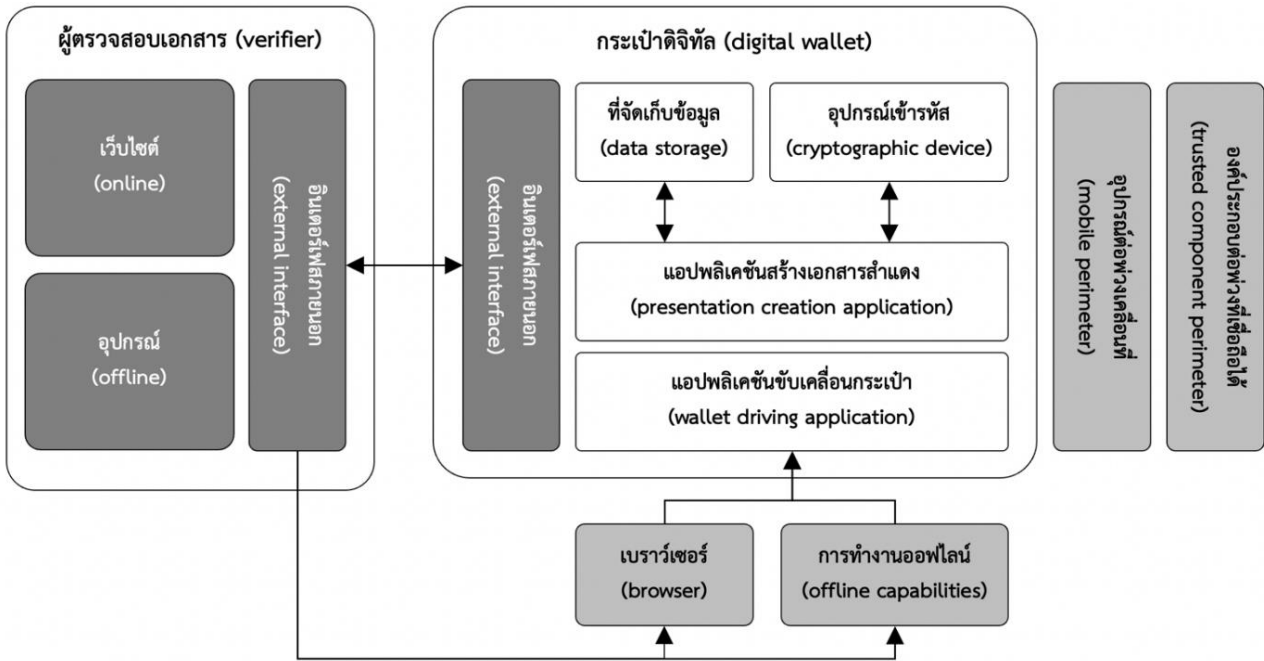 ผู้ตรวจสอบเอกสาร (verifier)
เว็บไซต์
(online)
อุปกรณ์
(offline)
อินเตอร์เฟสภายนอก
(external interface)
กระเป๋าดิจิทัล (digital wallet)
อินเตอร์เฟสภายนอก
(external interface)
ที่จัดเก็บข้อมูล
(data storage)
อุปกรณ์เข้ารหัส
(cryptographic device)
แอปพลิเคชันสร้างเอกสารสำแดง
(presentation creation application)
แอปพลิเคชันขับเคลื่อนกระเป๋า
(wallet driving application)
อุปกรณ์ต่อพ่วงเคลื่อนที่
(mobile perimeter)
องค์ประกอบต่อพ่วงที่เชื่อถือได้
(trusted component perimeter)
เบราว์เซอร์
(browser)
การทำงานออฟไลน์
(offline capabilities)